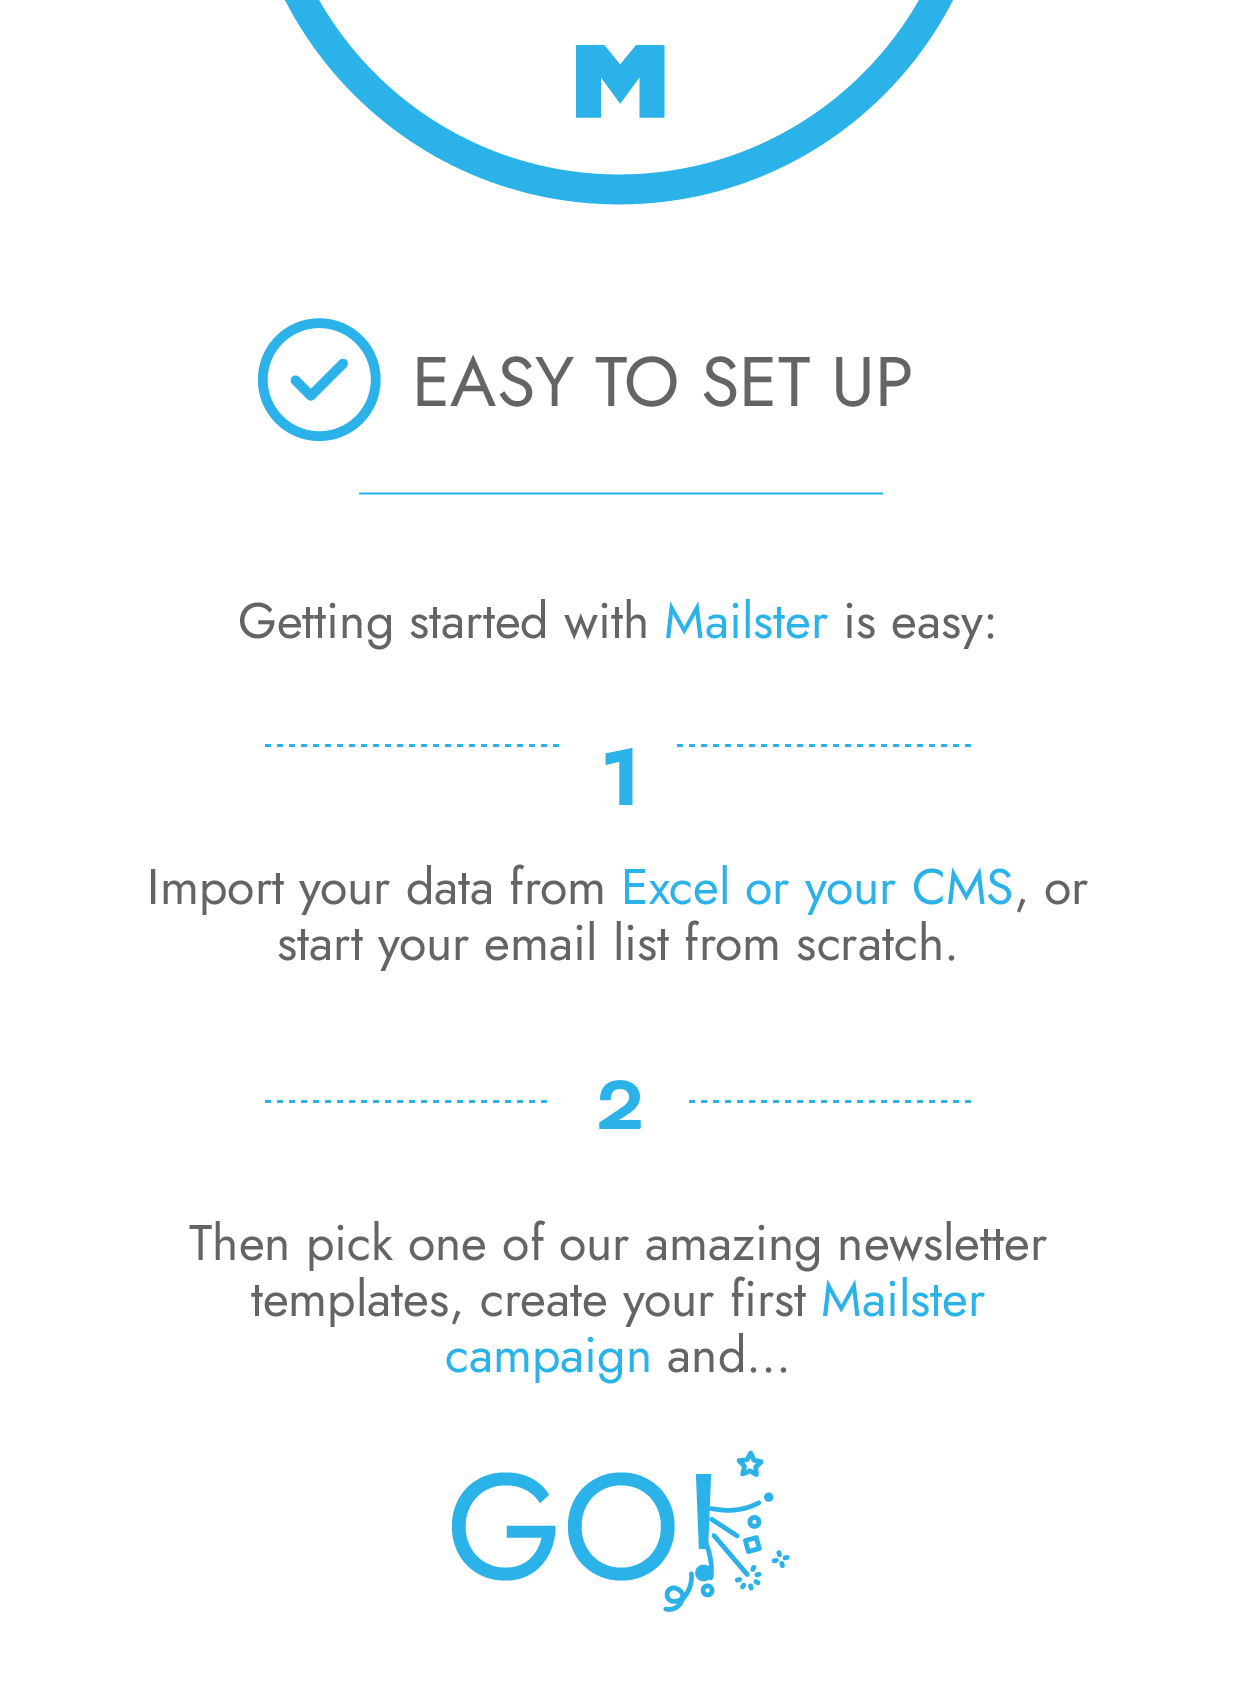 M
EASY TO SET UP
Getting started with Mailster is easy:
1
Import your data from Excel or your CMS, or
start your email list from scratch.
2
Then pick one of our amazing newsletter
templates, create your first Mailster
campaign and...
GO!